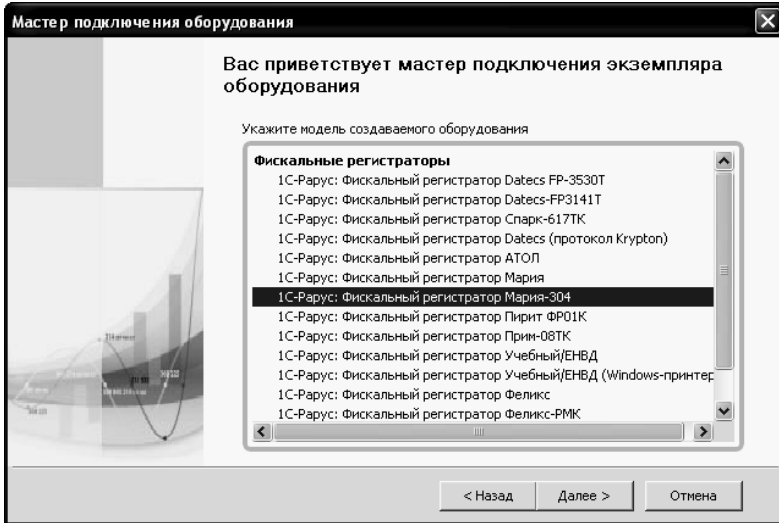 Мастер подключения оборудования
Вас приветствует мастер подключения экземпляра
оборудования
Укажите модель создаваемого оборудования
Фискальные регистраторы
1С-Рарус: Фискальный регистратор Datecs FP-3530T
1С-Рарус: Фискальный регистратор Datecs-FP3141T
1С-Рарус: Фискальный регистратор Спарк-617ТК
1С-Рарус: Фискальный регистратор Datecs (протокол Krypton)
1С-Рарус: Фискальный регистратор АТОЛ
1С-Рарус: Фискальный регистратор Мария
1С-Рарус: Фискальный регистратор Мария-304
1С-Рарус: Фискальный регистратор Пирит ФР01К
1С-Рарус: Фискальный регистратор Прим-08ТК
1С-Рарус: Фискальный регистратор Учебный/ЕНВД
1С-Рарус: Фискальный регистратор Учебный/ЕНВД (Windows-принтер
1С-Рарус: Фискальный регистратор Феликс
1С-Рарус: Фискальный регистратор Феликс-РМК
< Назад
Далее >
Отмена